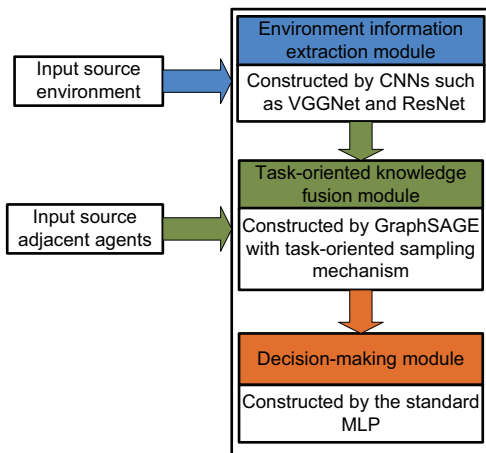 Environment information
extraction module
Input source
environment
Constructed by CNNs such
as VGGNet and ResNet
Task-oriented knowledge
fusion module
Input source
adjacent agents
Constructed by GraphSAGE
with task-oriented sampling
mechanism
Decision-making module
Constructed by the standard
MLP